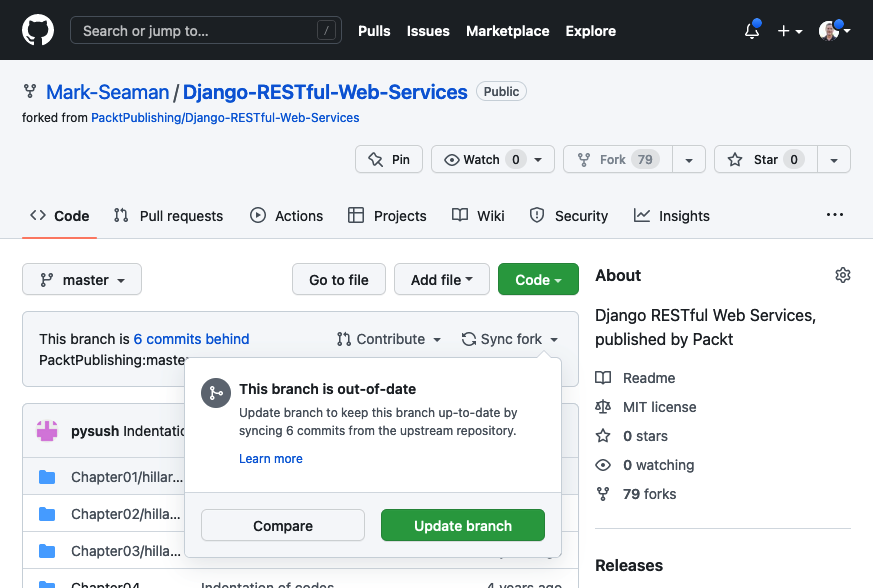 Search or jump to...
/
Pulls
Issues
Marketplace
Explore
Mark-Seaman / Django-RESTful-Web-Services Public
forked from PacktPublishing/Django-RESTful-Web-Services
Pin
Watch 0
Fork 79
Star 0
Code
Pull requests
Actions
Projects
Wiki
Security
Insights
master
Go to file
Add file
Code
This branch is 6 commits behind
PacktPublishing:master
Contribute
Sync fork
This branch is out-of-date
Update branch to keep this branch up-to-date by
syncing 6 commits from the upstream repository.
Learn more
Compare
Update branch
pysush
Chapter01/hillar...
Chapter02/hilla...
Chapter03/hilla...
Chapter04
Indentation of codes
4 years ago
About
Django RESTful Web Services,
published by Packt
Readme
MIT license
0 stars
0 watching
79 forks
Releases